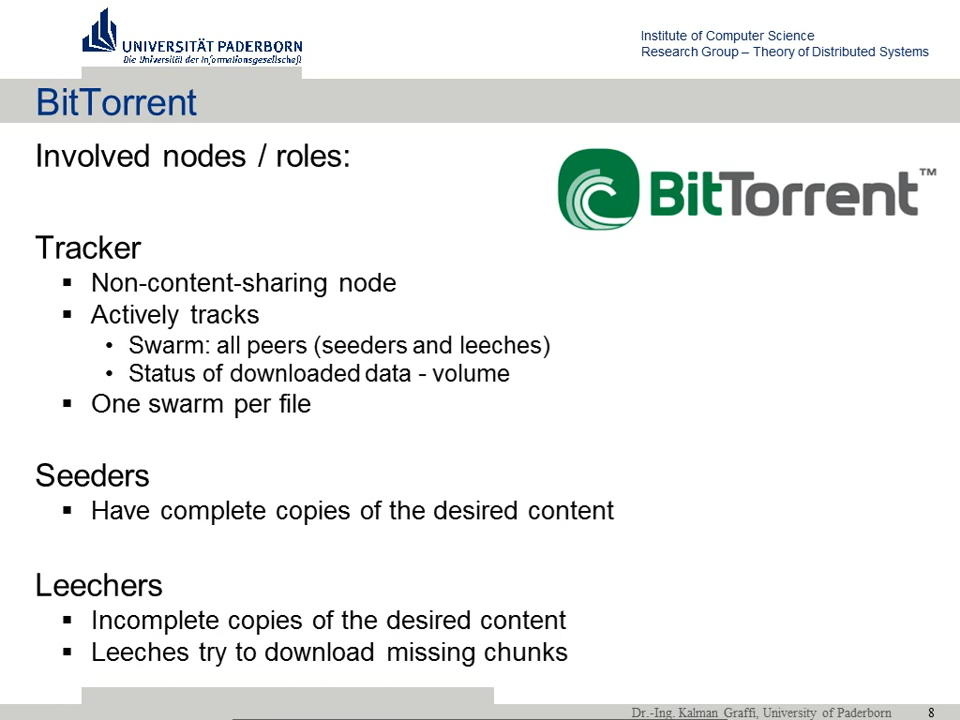 UNIVERSITÄT PADERBORN
Die Universität der Informationsgesellschaft
Institute of Computer Science
Research Group – Theory of Distributed Systems
BitTorrent
Involved nodes / roles:
BitTorrent™
Tracker
▪ Non-content-sharing node
▪ Actively tracks
• Swarm: all peers (seeders and leeches)
• Status of downloaded data - volume
▪ One swarm per file
Seeders
▪ Have complete copies of the desired content
Leechers
▪ Incomplete copies of the desired content
▪ Leeches try to download missing chunks
Dr.-Ing. Kalman Graffi, University of Paderborn 8